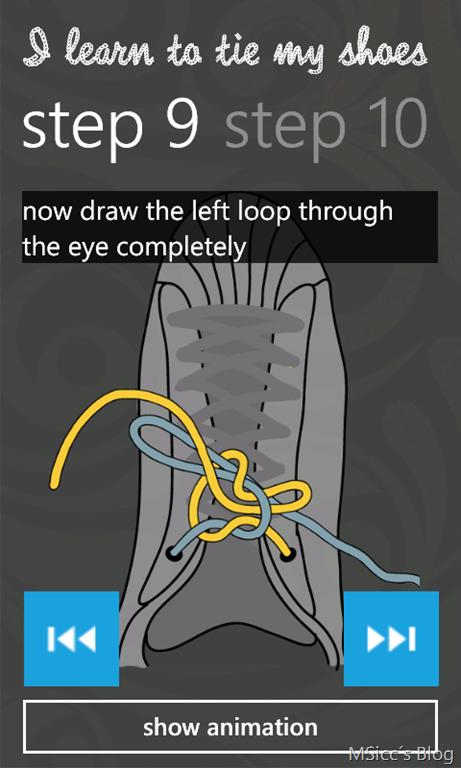 I learn to tie my shoes
step 9 step 10
now draw the left loop through
the eye completely
show animation
MSicc´s Blog